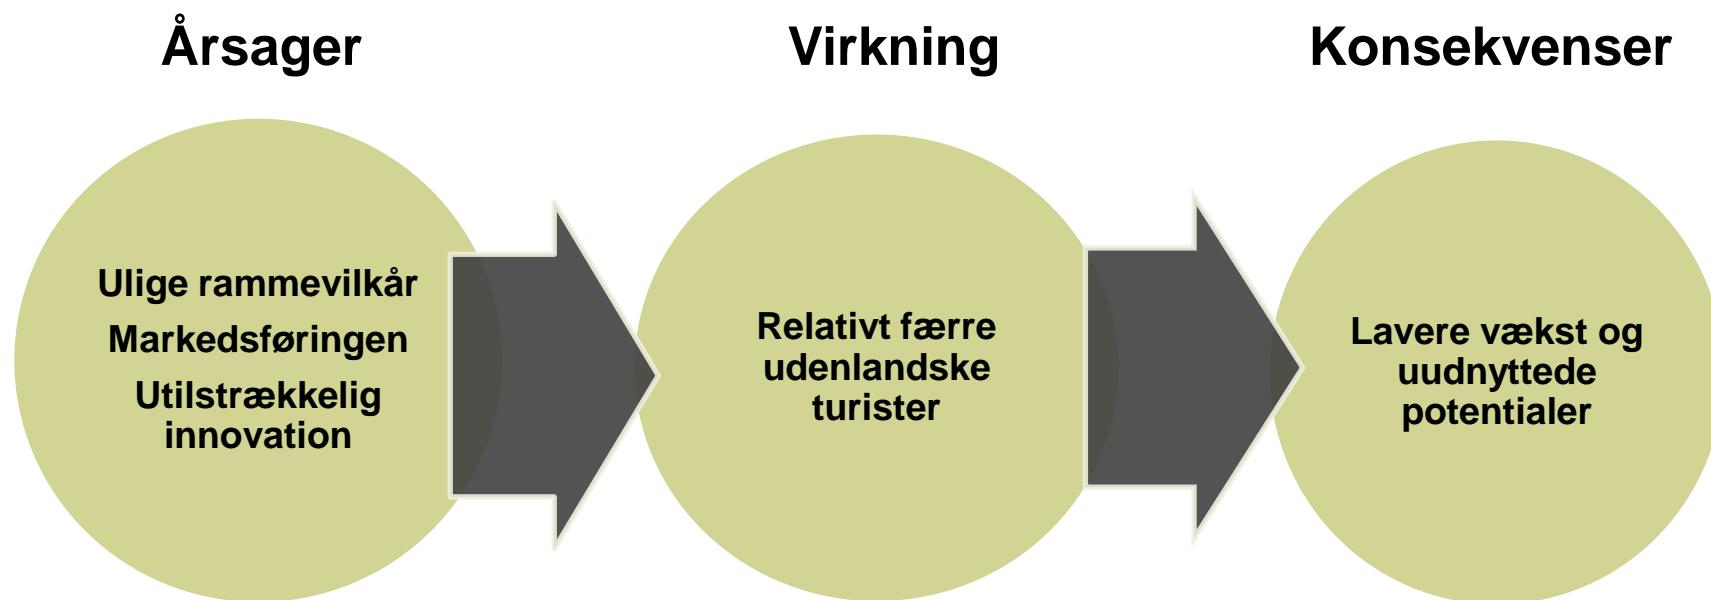 Årsager
Virkning
Konsekvenser
Ulige rammevilkår
Markedsføringen
Utilstrækkelig
innovation
Relativt færre
udenlandske
turister
Lavere vækst og
uudnyttede
potentialer